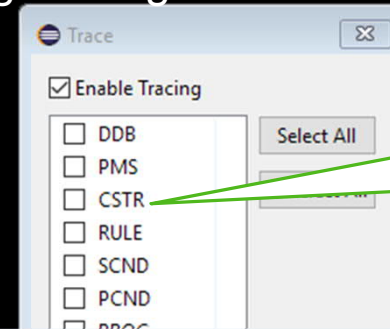 Trace
Enable Tracing
DDB
Select All
PMS
CSTR
RULE
SCND
PCND